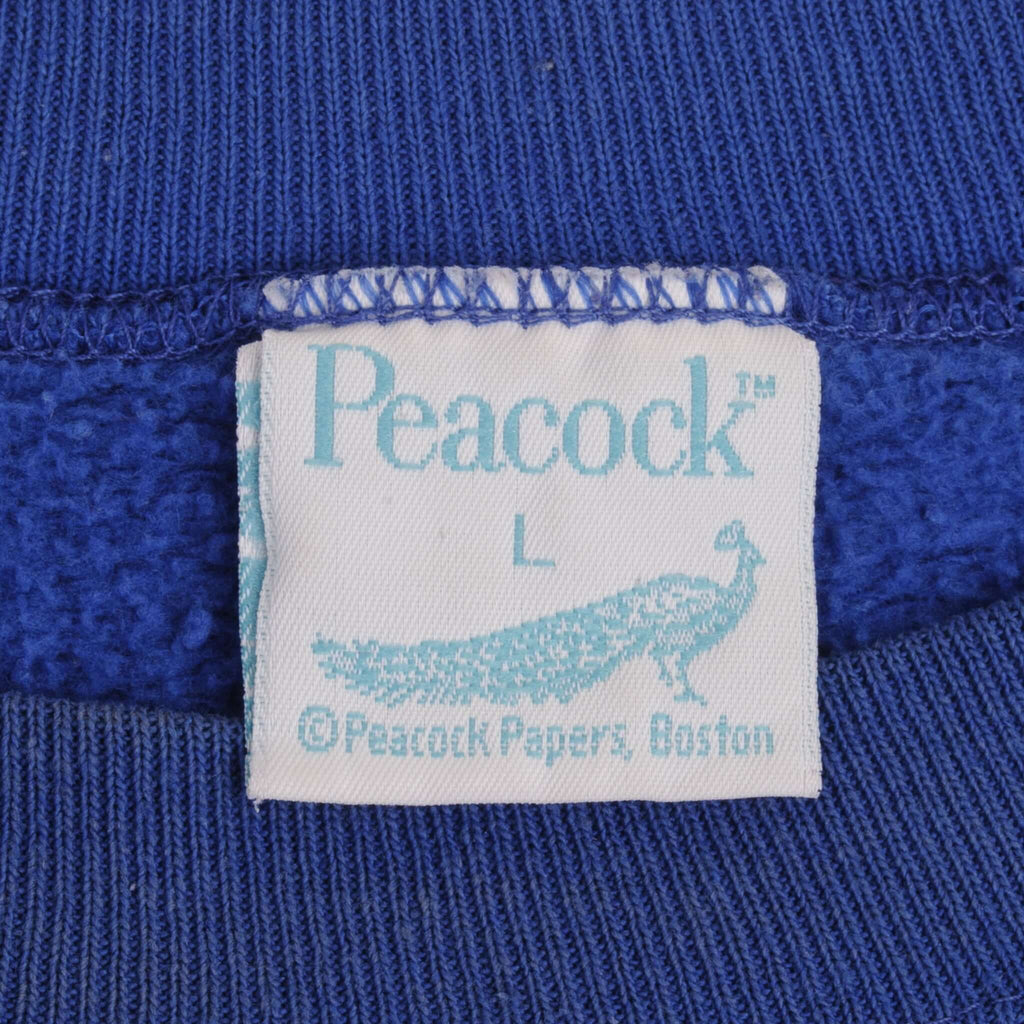 Peacock™
L
©Peacock Papers, Boston